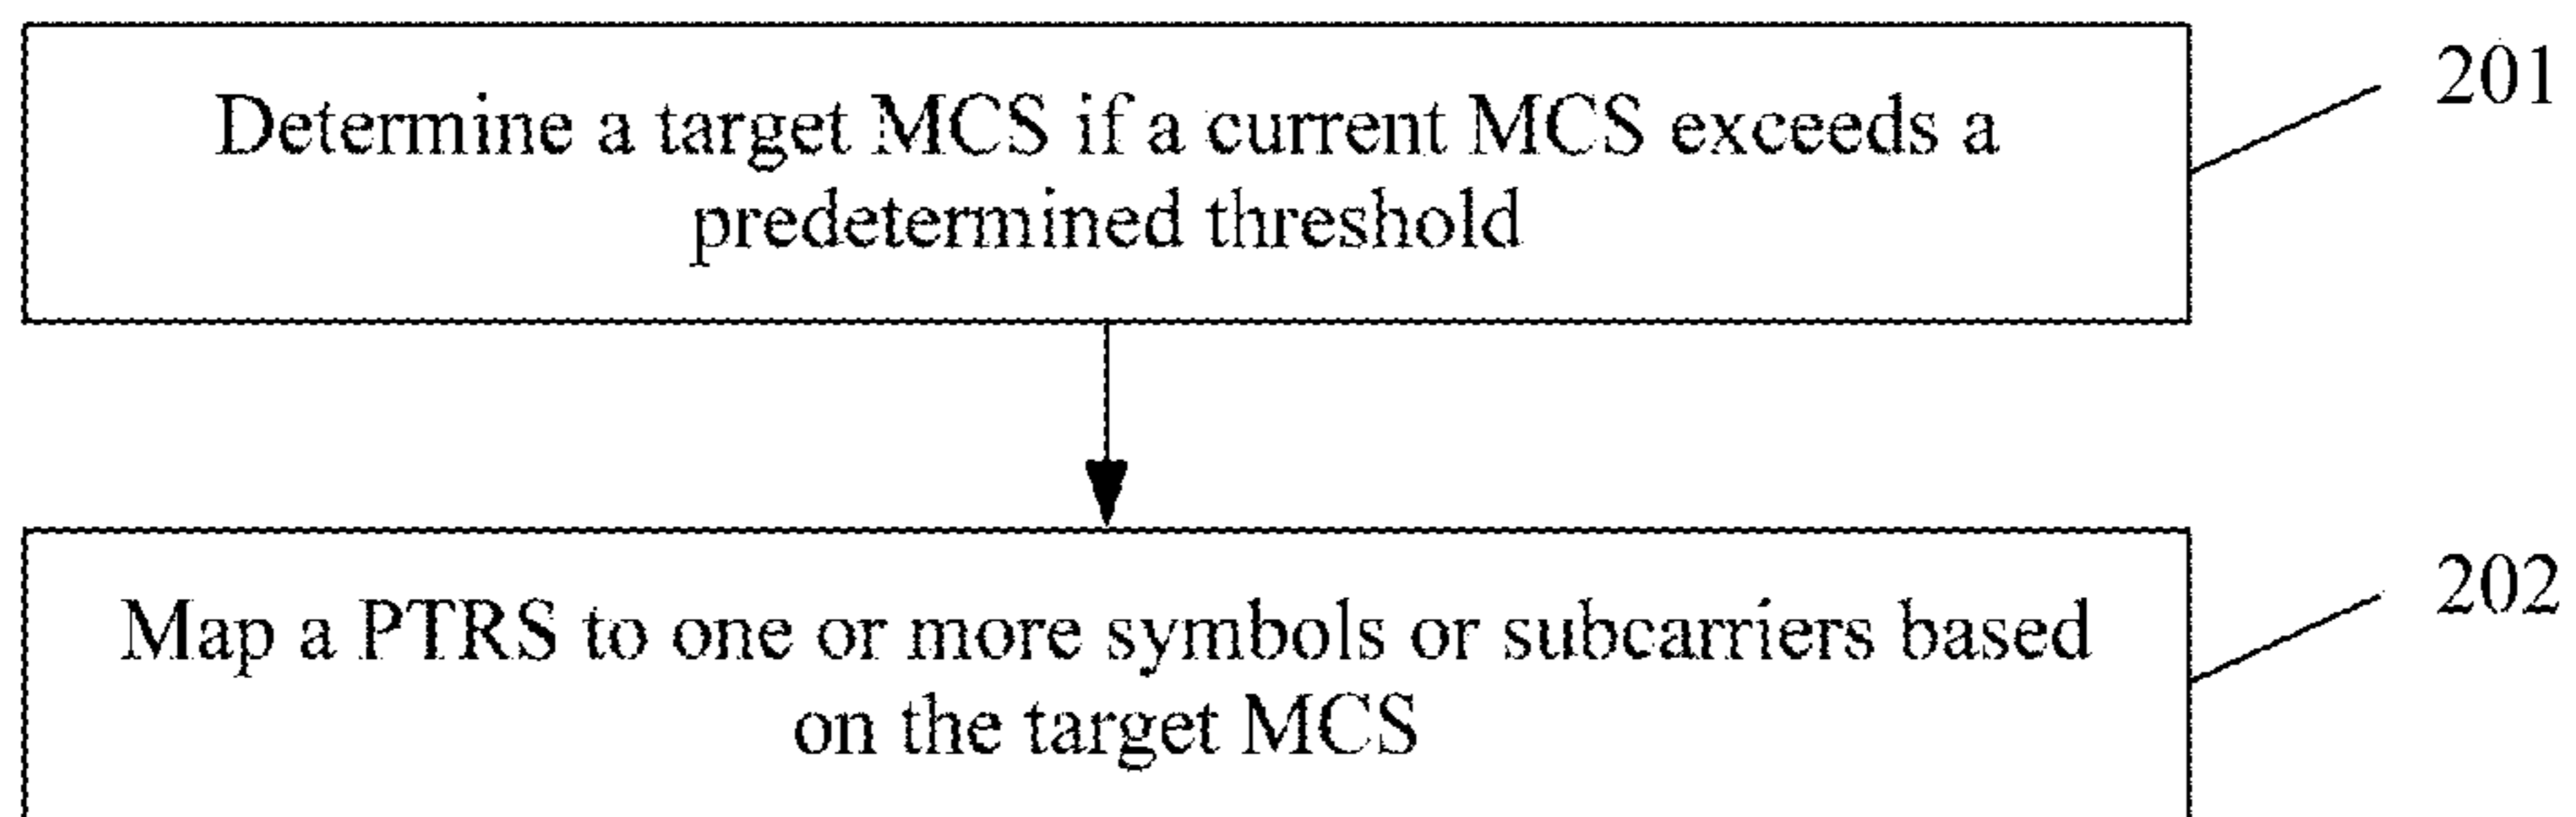 Determine a target MCS if a current MCS exceeds a
predetermined threshold
201
Map a PTRS to one or more symbols or subcarriers based
on the target MCS
202